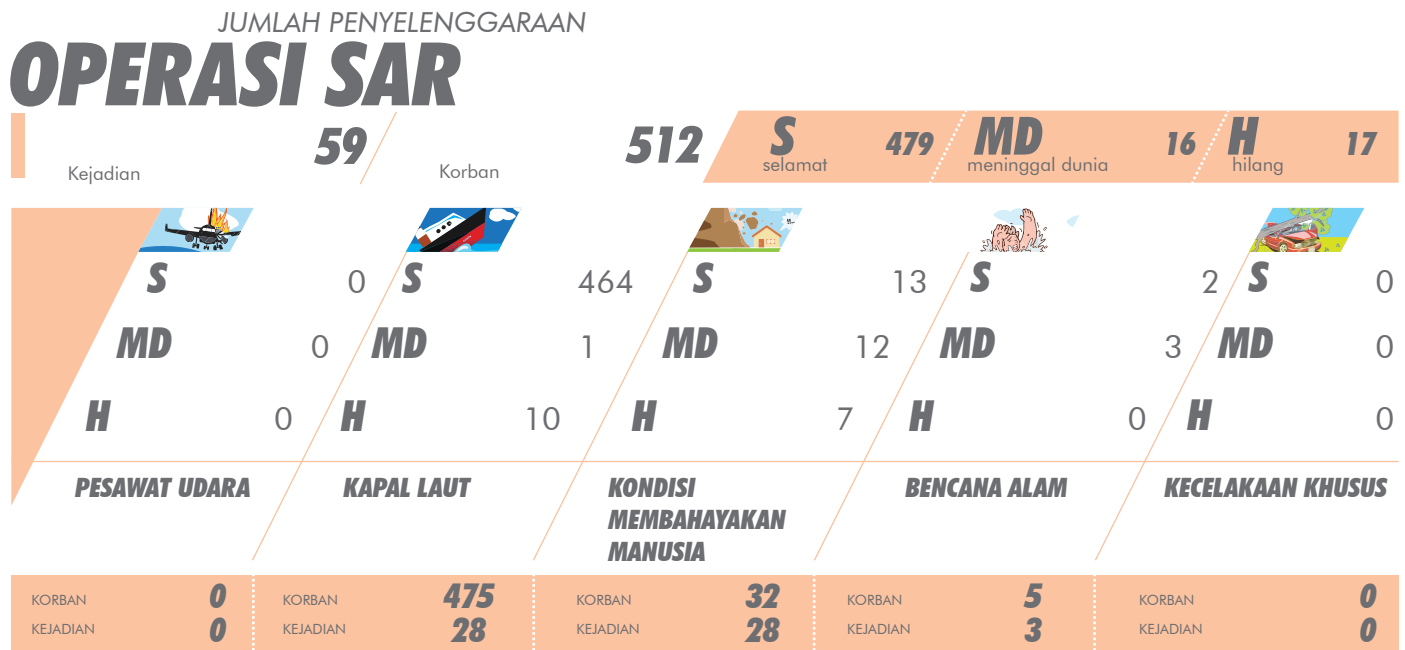 JUMLAH PENYELENGGARAAN
OPERASI SAR
Kejadian 59
Korban 512
S selamat 479
MD meninggal dunia 16
H hilang 17
S 0 S 464 S 13 S 2 S 0
MD 0 MD 1 MD 12 MD 3 MD 0
H 0 H 10 H 7 H 0 H 0
PESAWAT UDARA
KAPAL LAUT
KONDISI
MEMBAHAYAKAN
MANUSIA
BENCANA ALAM
KECELAKAAN KHUSUS
KORBAN 0 KORBAN 475 KORBAN 32 KORBAN 5 KORBAN 0
KEJADIAN 0 KEJADIAN 28 KEJADIAN 28 KEJADIAN 3 KEJADIAN 0